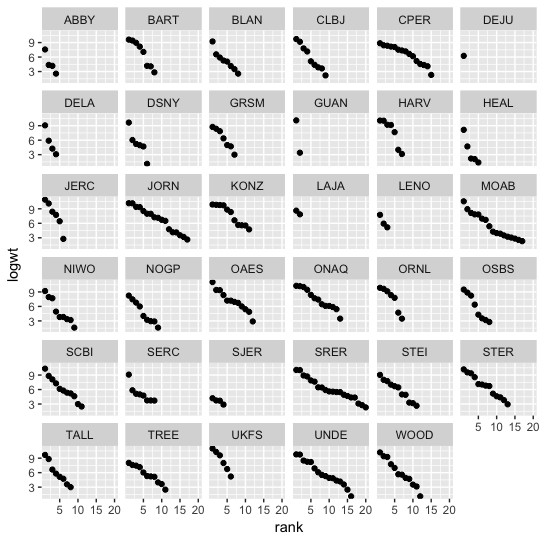 ABBY BART BLAN CLBJ CPER DEJU
9
6
3
DELA DSNY GRSM GUAN HARV HEAL
9
6
3
JERC JORN KONZ LAJA LENO MOAB
9
6
3
logwt
NIWO NOGP OAES ONAQ ORNL OSBS
9
6
3
SCBI SERC SJER SRER STEI STER
9
6
3
5 10 15 20
TALL TREE UKFS UNDE WOOD
9
6
3
5 10 15 20 5 10 15 20 5 10 15 20 5 10 15 20 5 10 15 20
rank